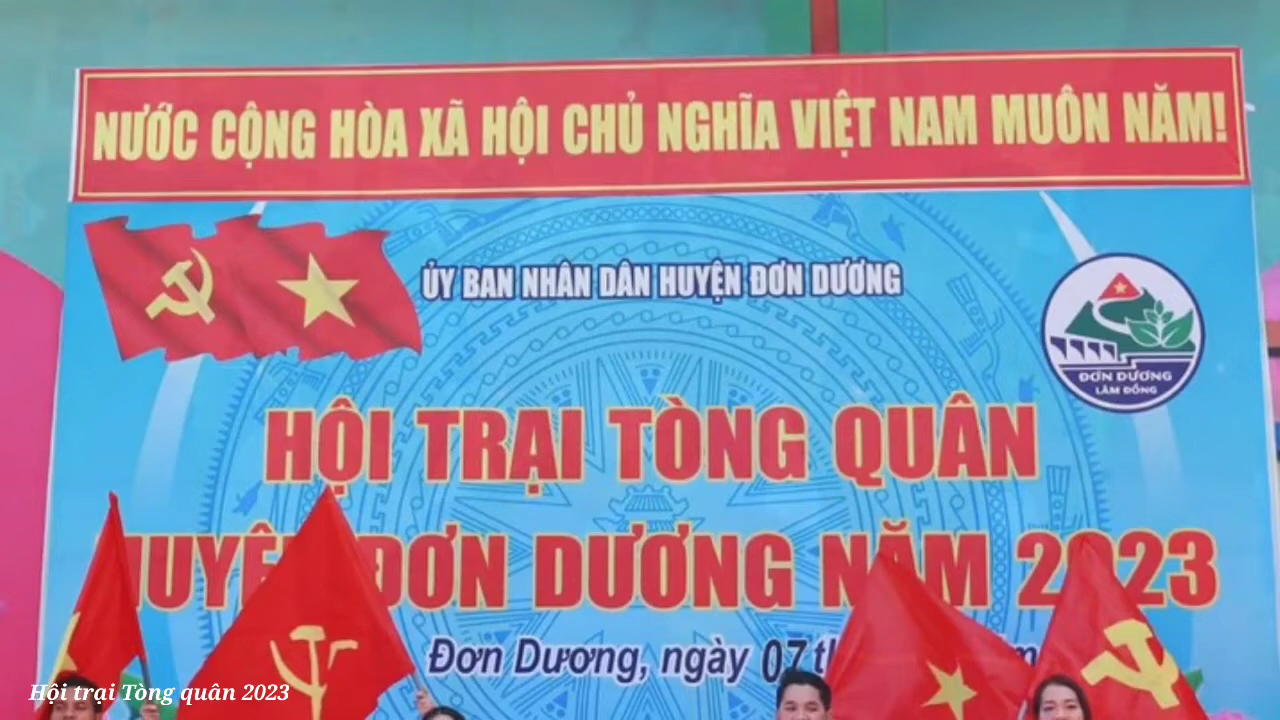 NƯỚC CỘNG HÒA XÃ HỘI CHỦ NGHĨA VIỆT NAM MUÔN NĂM!
ỦY BAN NHÂN DÂN HUYỆN ĐƠN DƯƠNG
ĐƠN DƯƠNG
LÂM ĐỒNG
HỘI TRẠI TÒNG QUÂN
HUYỆN ĐƠN DƯƠNG NĂM 2023
Đơn Dương, ngày 07
Hội trại Tòng quân 2023